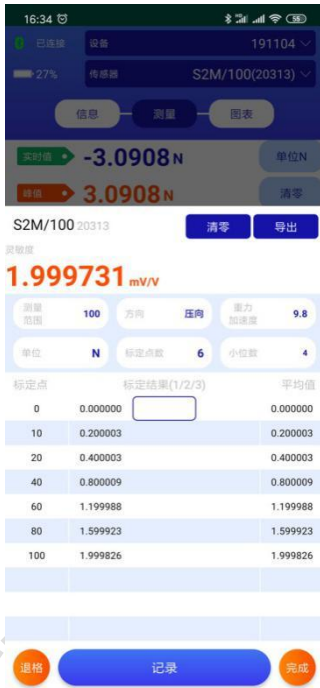 16:34
55
已连接 设备 191104
27% 传感器 S2M/100(20313)
信息 测量 图表
实时值 -3.0908 N 单位N
峰值 3.0908 N 清零
S2M/100 20313 清零 导出
灵敏度
1.999731 mV/V
测量范围 100 方向 压向 重力加速度 9.8
单位 N 标定点数 6 小位数 4
标定点 标定结果(1/2/3) 平均值
0 0.000000 0.000000
10 0.200003 0.200003
20 0.400003 0.400003
40 0.800009 0.800009
60 1.199988 1.199988
80 1.599923 1.599923
100 1.999826 1.999826
退格 记录 完成